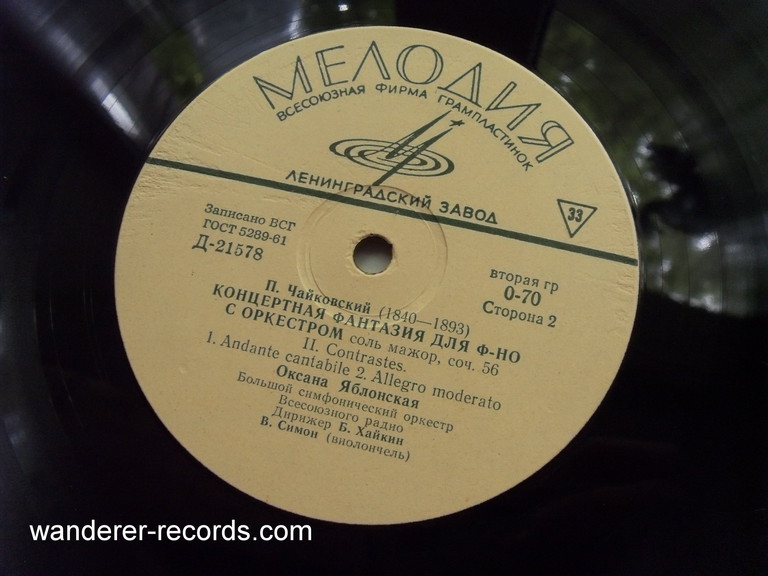 МЕЛОДИЯ
ВСЕСОЮЗНАЯ ФИРМА ГРАМПЛАСТИНОК
ЛЕНИНГРАДСКИЙ ЗАВОД
33
Записано ВСГ
ГОСТ 5289-61
Д-21578
вторая гр
0-70
Сторона 2
П. Чайковский (1840—1893)
КОНЦЕРТНАЯ ФАНТАЗИЯ ДЛЯ Ф-НО
С ОРКЕСТРОМ соль мажор, соч. 56
II. Contrastes.
1. Andante cantabile 2. Allegro moderato
Оксана Яблонская
Большой симфонический оркестр
Всесоюзного радио
Дирижер Б. Хайкин
В. Симон (виолончель)
wanderer-records.com